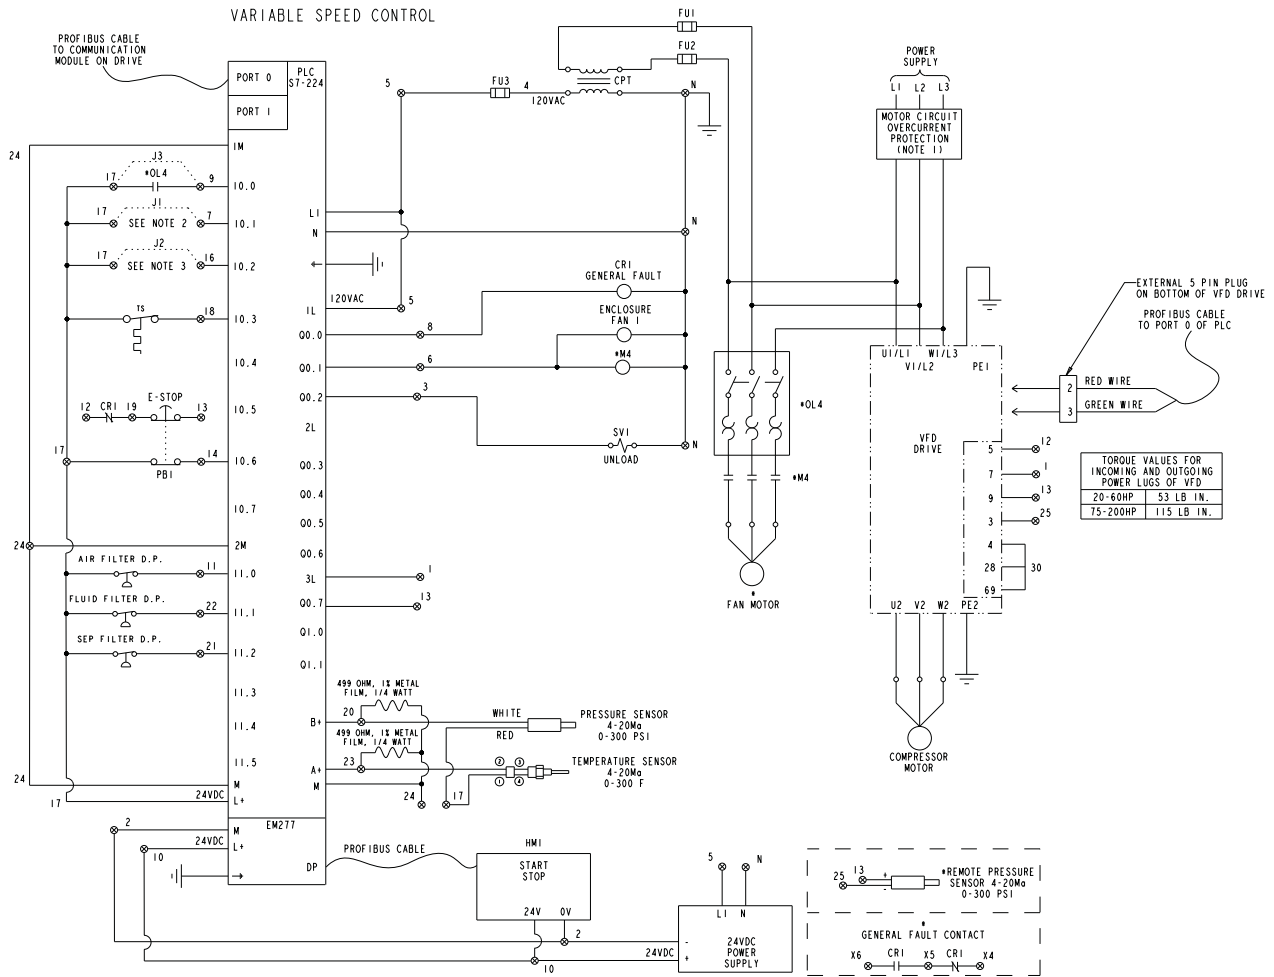 VARIABLE SPEED CONTROL
PROFIBUS CABLE
TO COMMUNICATION
MODULE ON DRIVE
PORT 0
PLC
S7-224
PORT 1
24
1M
J3
17
*OL4
9
I0.0
J1
17
SEE NOTE 2
7
I0.1
J2
17
SEE NOTE 3
16
I0.2
TS
18
I0.3
I0.4
E-STOP
12
CR1
19
13
I0.5
17
14
I0.6
PB1
I0.7
24
2M
AIR FILTER D.P.
11
I1.0
FLUID FILTER D.P.
22
I1.1
SEP FILTER D.P.
21
I1.2
I1.3
I1.4
I1.5
24
M
17
24VDC
L+
EM277
2
M
10
24VDC
L+
DP
L1
N
120VAC
1L
5
Q0.0
8
Q0.1
6
Q0.2
3
2L
Q0.3
Q0.4
Q0.5
Q0.6
3L
1
Q0.7
13
Q1.0
Q1.1
B+
20
499 OHM, 1% METAL
FILM, 1/4 WATT
WHITE
RED
PRESSURE SENSOR
4-20Ma
0-300 PSI
A+
23
499 OHM, 1% METAL
FILM, 1/4 WATT
M
24
17
2
3
1
4
TEMPERATURE SENSOR
4-20Ma
0-300 F
PROFIBUS CABLE
HMI
START
STOP
24V
0V
2
10
5
N
L1
N
-
24VDC
+
24VDC
POWER
SUPPLY
FU1
FU2
FU3
5
4
120VAC
CPT
N
N
CR1
GENERAL FAULT
ENCLOSURE
FAN 1
*M4
SV1
UNLOAD
N
POWER
SUPPLY
L1
L2
L3
MOTOR CIRCUIT
OVERCURRENT
PROTECTION
(NOTE 1)
*OL4
*M4
*
FAN MOTOR
U1/L1
V1/L2
W1/L3
PE1
VFD
DRIVE
5
12
7
1
9
13
3
25
4
28
69
30
U2
V2
W2
PE2
COMPRESSOR
MOTOR
EXTERNAL 5 PIN PLUG
ON BOTTOM OF VFD DRIVE
PROFIBUS CABLE
TO PORT 0 OF PLC
2
RED WIRE
3
GREEN WIRE
TORQUE VALUES FOR
INCOMING AND OUTGOING
POWER LUGS OF VFD
20-60HP 53 LB IN.
75-200HP 115 LB IN.
25
13
+
-
*REMOTE PRESSURE
SENSOR 4-20Ma
0-300 PSI
*
GENERAL FAULT CONTACT
X6
CR1
X5
CR1
X4